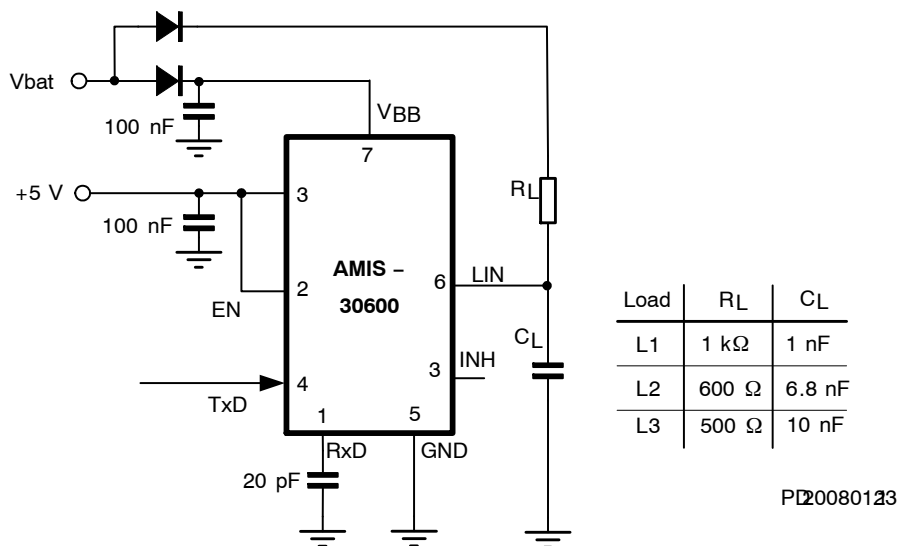 Vbat
100 nF
VBB
7
+5 V
3
100 nF
RL
AMIS –
30600
2
EN
6
LIN
CL
INH
3
4
TxD
1
5
RxD
GND
20 pF
Load RL CL
L1 1 kΩ 1 nF
L2 600 Ω 6.8 nF
L3 500 Ω 10 nF